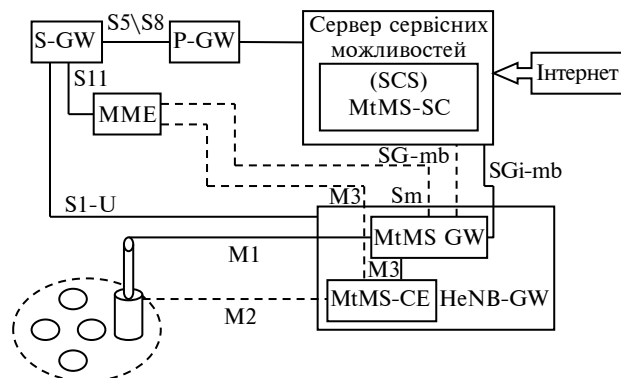 S5\S8
S-GW
P-GW
Сервер сервісних
можливостей
(SCS)
MtMS-SC
Інтернет
S11
MME
SG-mb
SGi-mb
S1-U
M3
Sm
MtMS GW
M1
M3
MtMS-CE
HeNB-GW
M2